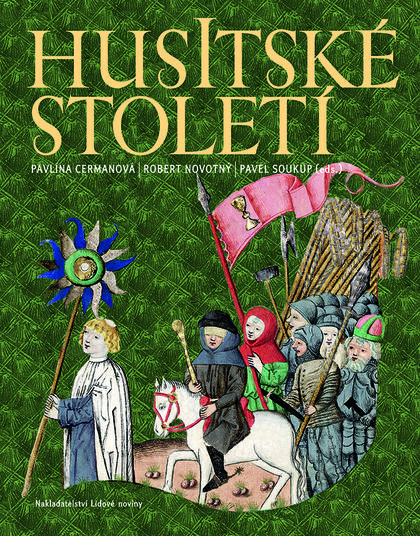 HUSITSKÉ
STOLETÍ
PAVLÍNA CERMANOVÁ | ROBERT NOVOTNÝ | PAVEL SOUKUP (eds.)
Nakladatelství Lidové noviny